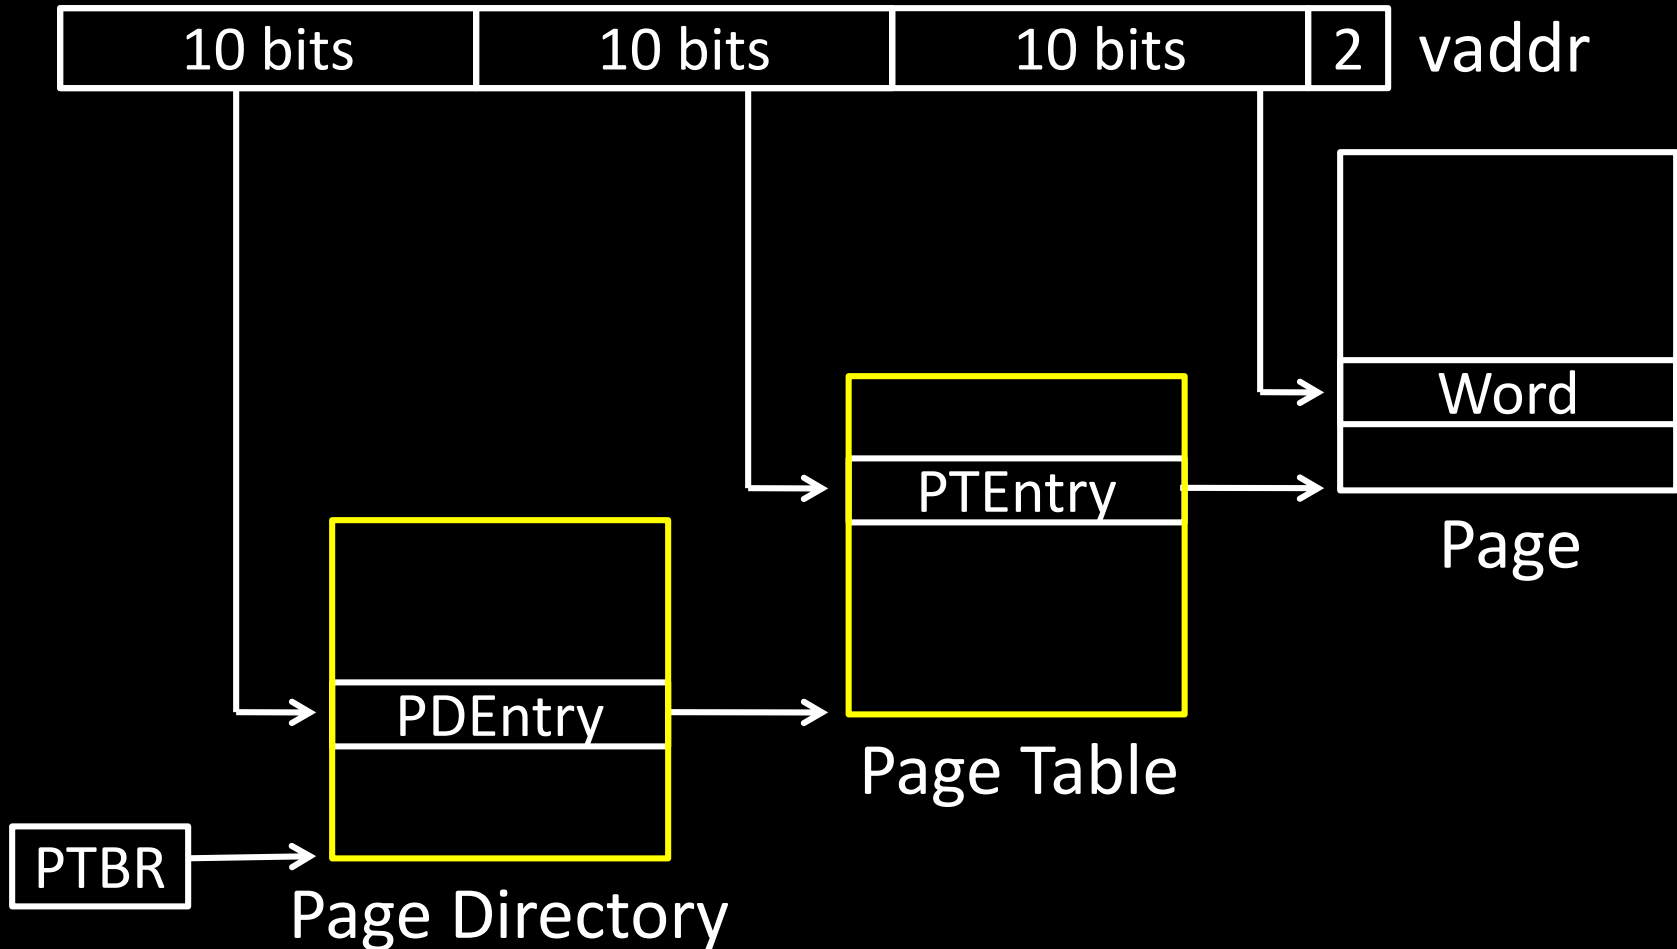 10 bits 10 bits 10 bits 2 vaddr
Word
PTEntry
Page
PDEntry
Page Table
PTBR
Page Directory